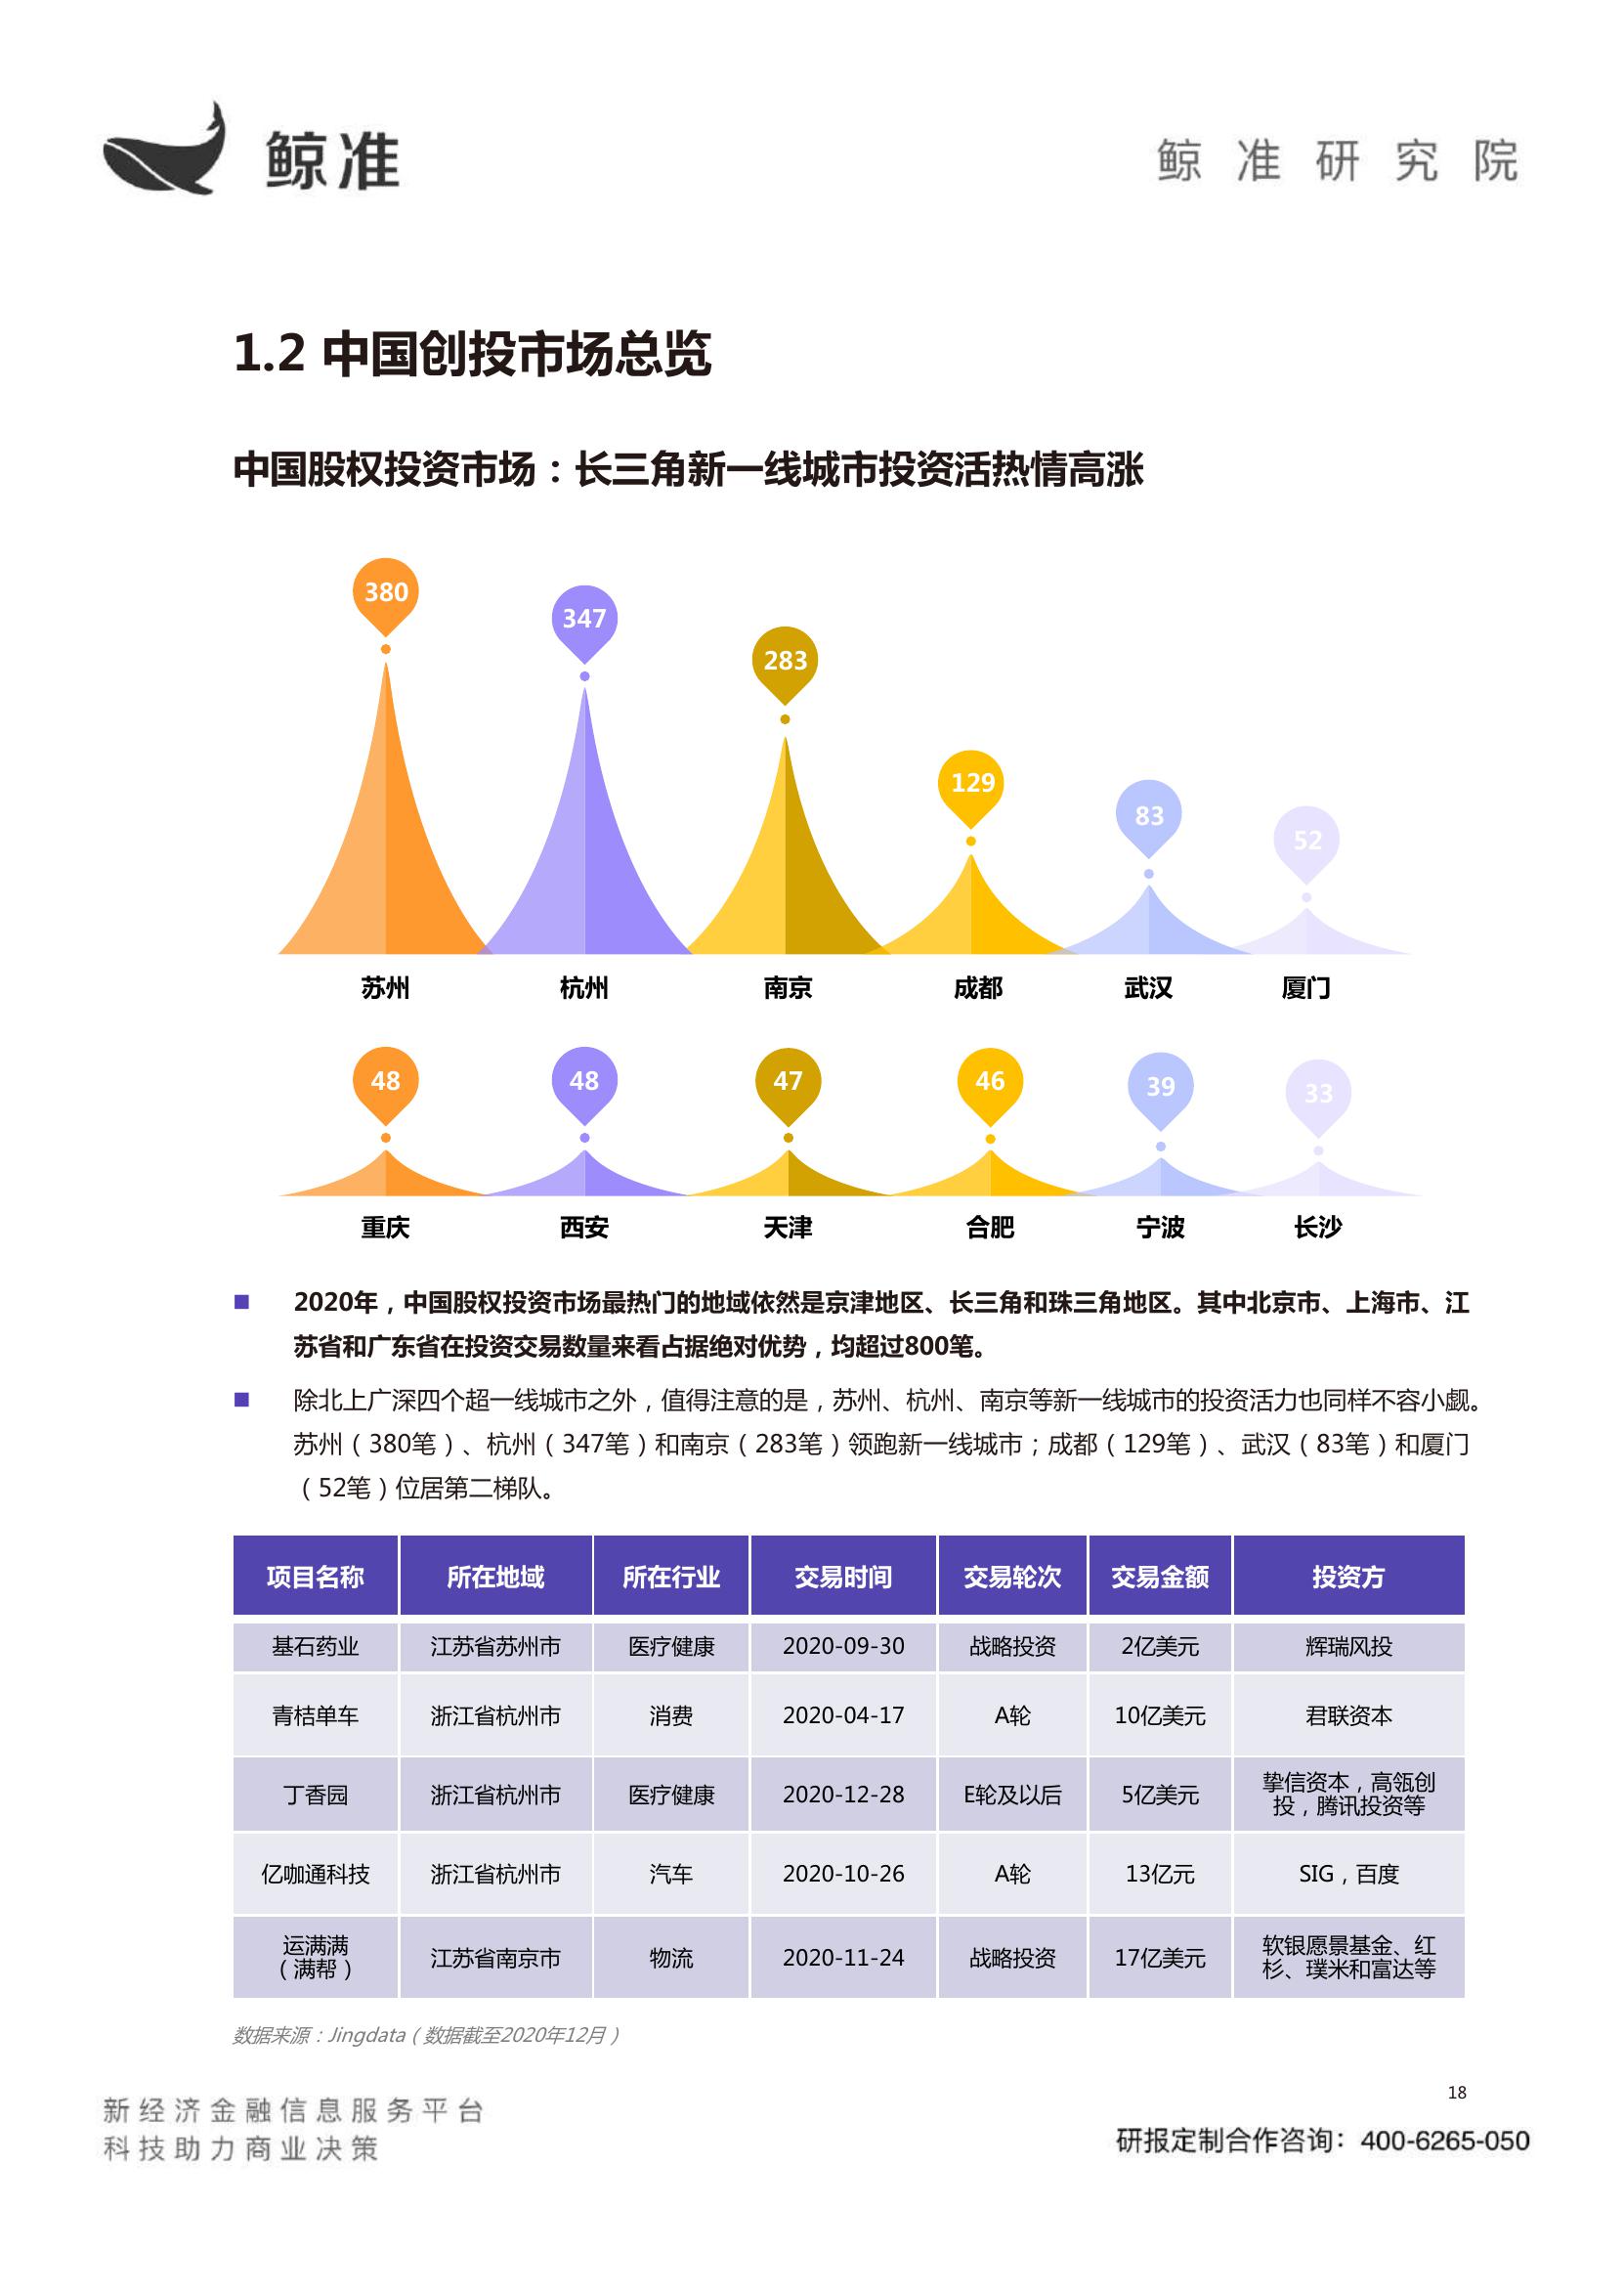 鲸准
鲸准研究院
1.2 中国创投市场总览
中国股权投资市场：长三角新一线城市投资活热情高涨
380
347
283
129
83
52
苏州
杭州
南京
成都
武汉
厦门
48
48
47
46
39
33
重庆
西安
天津
合肥
宁波
长沙
2020年，中国股权投资市场最热门的地域依然是京津地区、长三角和珠三角地区。其中北京市、上海市、江
苏省和广东省在投资交易数量来看占据绝对优势，均超过800笔。
除北上广深四个超一线城市之外，值得注意的是，苏州、杭州、南京等新一线城市的投资活力也同样不容小觑。
苏州（380笔）、杭州（347笔）和南京（283笔）领跑新一线城市；成都（129笔）、武汉（83笔）和厦门
（52笔）位居第二梯队。
项目名称 所在地域 所在行业 交易时间 交易轮次 交易金额 投资方
基石药业 江苏省苏州市 医疗健康 2020-09-30 战略投资 2亿美元 辉瑞风投
青桔单车 浙江省杭州市 消费 2020-04-17 A轮 10亿美元 君联资本
丁香园 浙江省杭州市 医疗健康 2020-12-28 E轮及以后 5亿美元 挚信资本，高瓴创
投，腾讯投资等
亿咖通科技 浙江省杭州市 汽车 2020-10-26 A轮 13亿元 SIG，百度
运满满
（满帮） 江苏省南京市 物流 2020-11-24 战略投资 17亿美元 软银愿景基金、红
杉、璞米和富达等
数据来源：Jingdata（数据截至2020年12月）
18
新经济金融信息服务平台
科技助力商业决策
研报定制合作咨询：400-6265-050